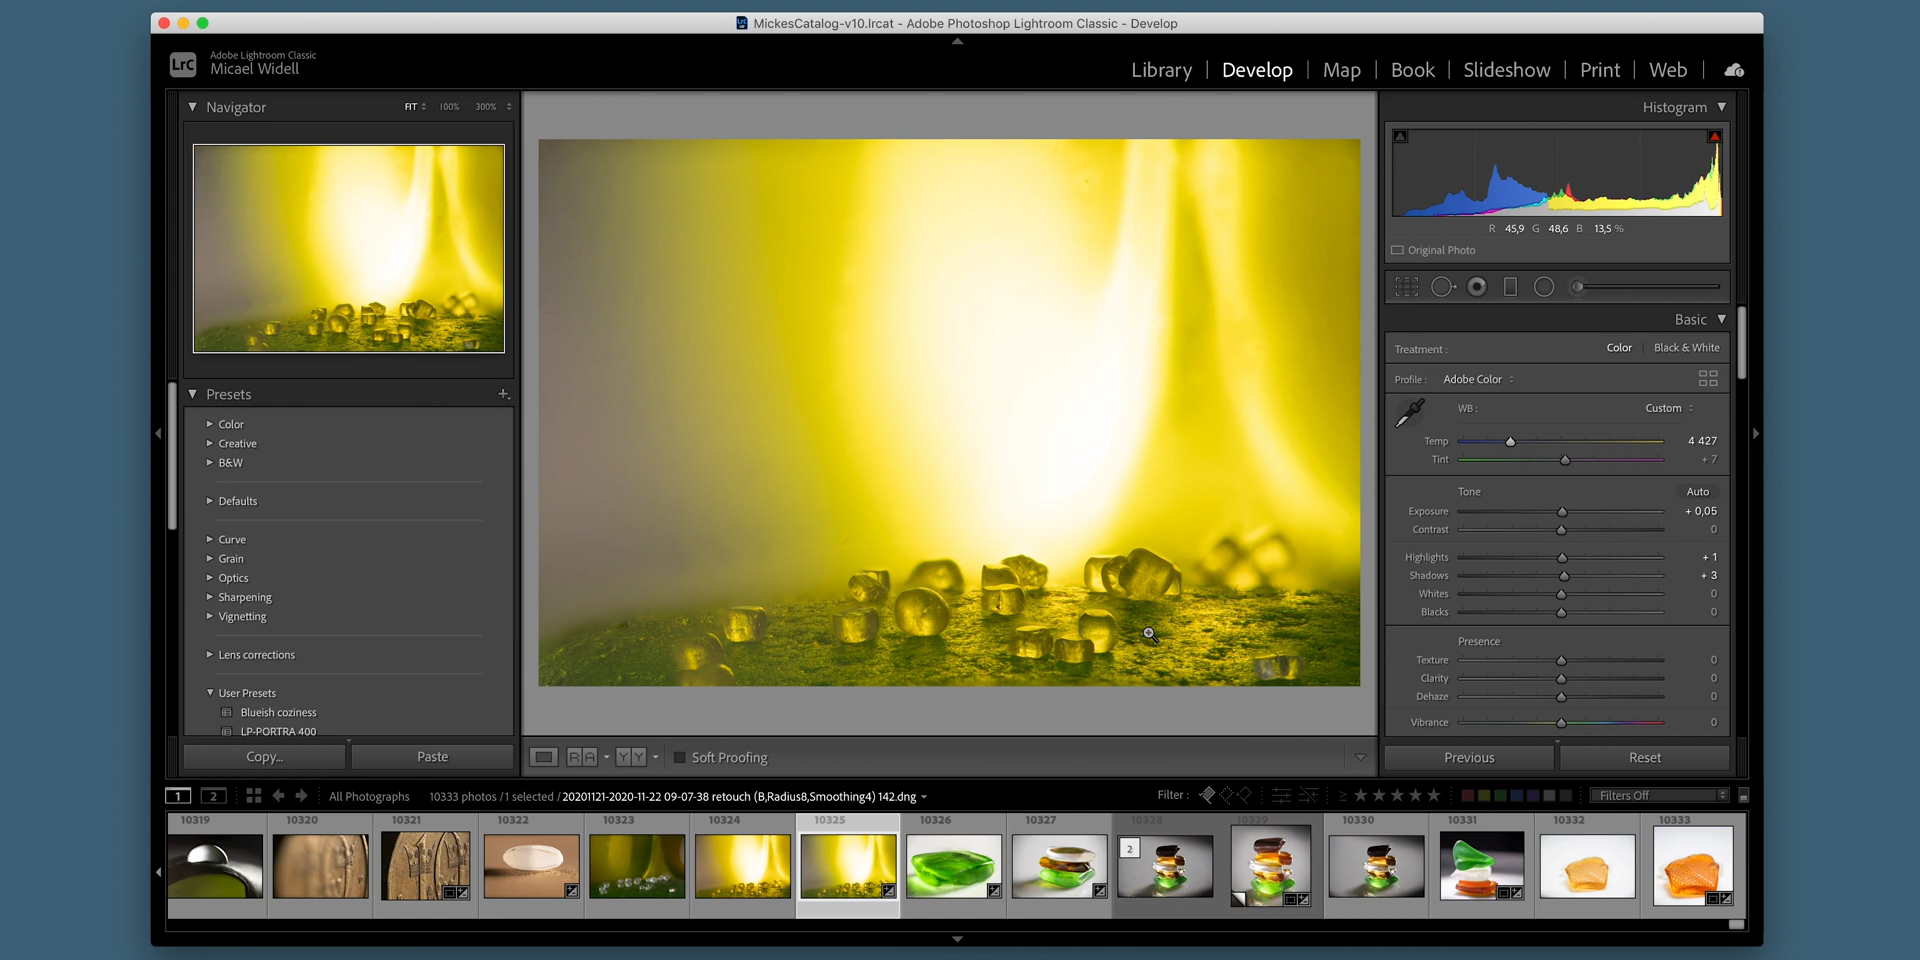 MickesCatalog-v10.lrcat - Adobe Photoshop Lightroom Classic - Develop
LrC
Adobe Lightroom Classic
Micael Widell
Library | Develop | Map | Book | Slideshow | Print | Web
Navigator
FIT 100% 300%
Histogram
R 45,9 G 48,6 B 13,5 %
Original Photo
Basic
Treatment : Color Black & White
Profile : Adobe Color
WB : Custom
Temp 4 427
Tint + 7
Tone Auto
Exposure + 0,05
Contrast 0
Highlights + 1
Shadows + 3
Whites 0
Blacks 0
Presence
Texture 0
Clarity 0
Dehaze 0
Vibrance 0
Previous Reset
Presets
Color
Creative
B&W
Defaults
Curve
Grain
Optics
Sharpening
Vignetting
Lens corrections
User Presets
Blueish coziness
LP-PORTRA 400
Copy... Paste
R A Y Y Soft Proofing
1 2 All Photographs 10333 photos / 1 selected / 20201121-2020-11-22 09-07-38 retouch (B,Radius8,Smoothing4) 142.dng
Filter : ≥ ★ ★ ★ ★ ★ Filters Off
10319 10320 10321 10322 10323 10324 10325 10326 10327 10328 10329 10330 10331 10332 10333
2